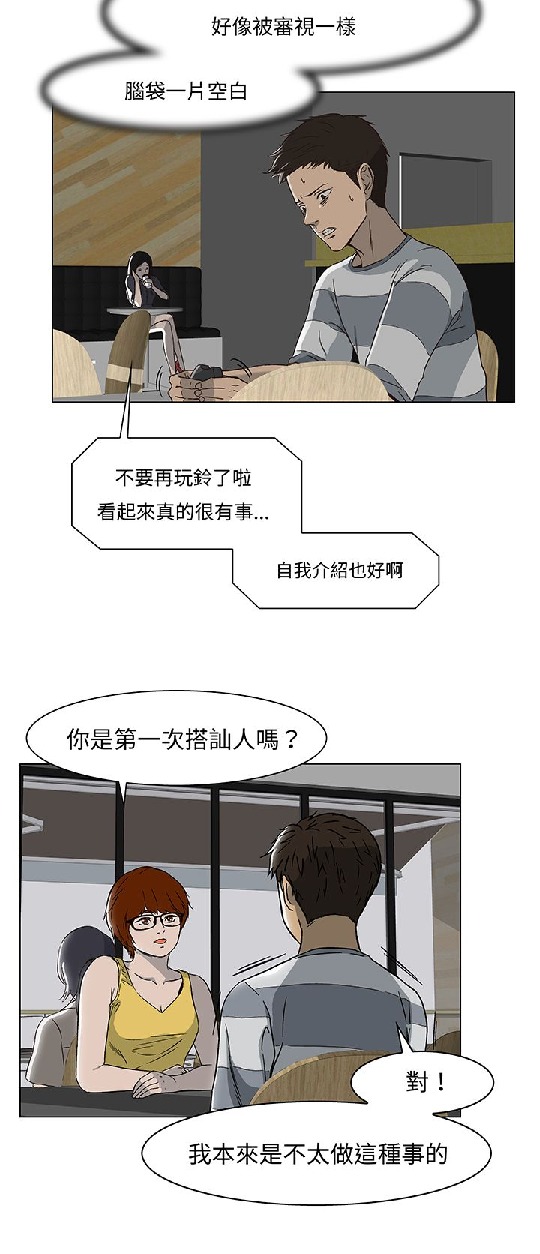 好像被審視一樣
腦袋一片空白
不要再玩鈴了啦
看起來真的很有事...
自我介紹也好啊
你是第一次搭訕人嗎？
對！
我本來是不太做這種事的